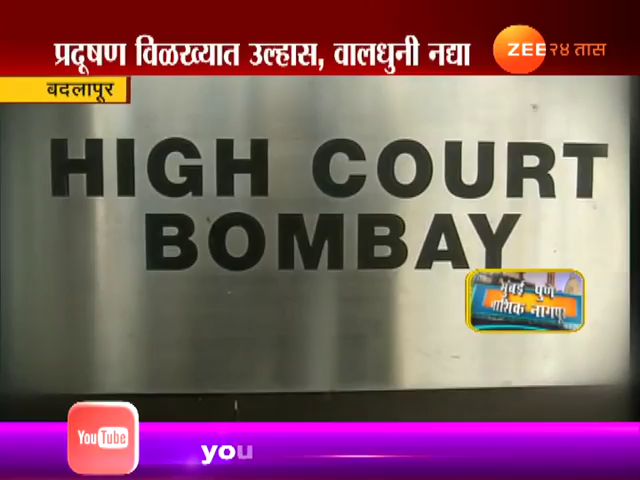 प्रदूषण विळख्यात उल्हास, वालधुनी नद्या
ZEE २४ तास
बदलापूर
HIGH COURT
BOMBAY
मुंबई पुणे
नाशिक नागपूर
YouTube
you